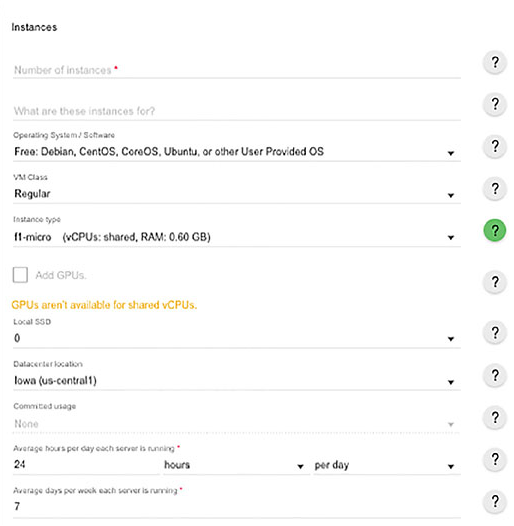 Instances
Number of instances *
?
What are these instances for?
?
Operating System / Software
Free: Debian, CentOS, CoreOS, Ubuntu, or other User Provided OS
?
VM Class
Regular
?
Instance type
f1-micro (vCPUs: shared, RAM: 0.60 GB)
?
Add GPUs.
?
GPUs aren't available for shared vCPUs.
Local SSD
0
?
Datacenter location
Iowa (us-central1)
?
Committed usage
None
?
Average hours per day each server is running *
24 hours per day
?
Average days per week each server is running *
7
?